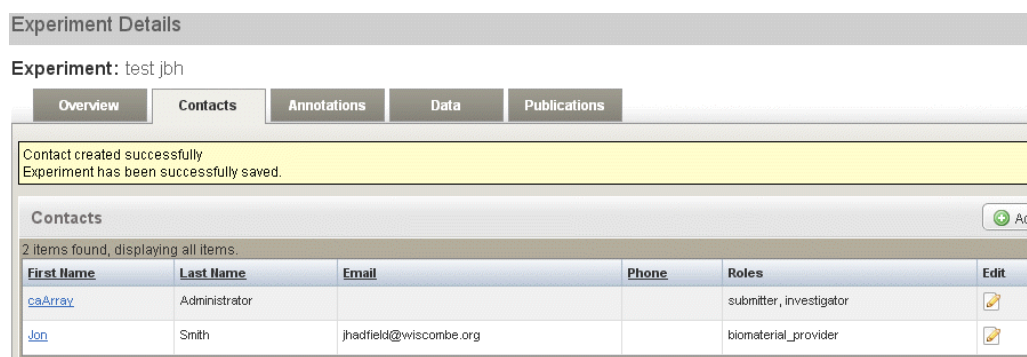 Experiment Details
Experiment: test jbh
Overview Contacts Annotations Data Publications
Contact created successfully
Experiment has been successfully saved.
Contacts
2 items found, displaying all items.
First Name Last Name Email Phone Roles Edit
caArray Administrator submitter, investigator
Jon Smith jhadfield@wiscombe.org biomaterial_provider